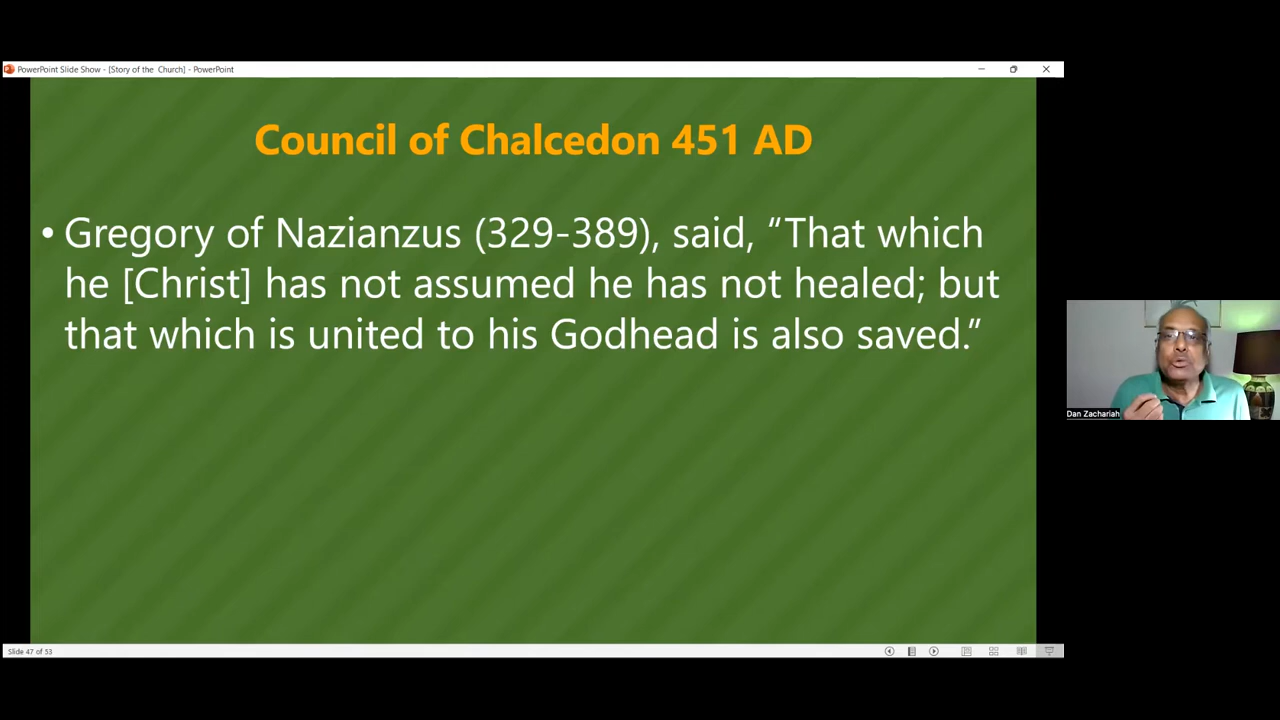 PowerPoint Slide Show - [Story of the  Church] - PowerPoint
Council of Chalcedon 451 AD
• Gregory of Nazianzus (329-389), said, “That which
he [Christ] has not assumed he has not healed; but
that which is united to his Godhead is also saved.”
Dan Zachariah
Slide 47 of 53